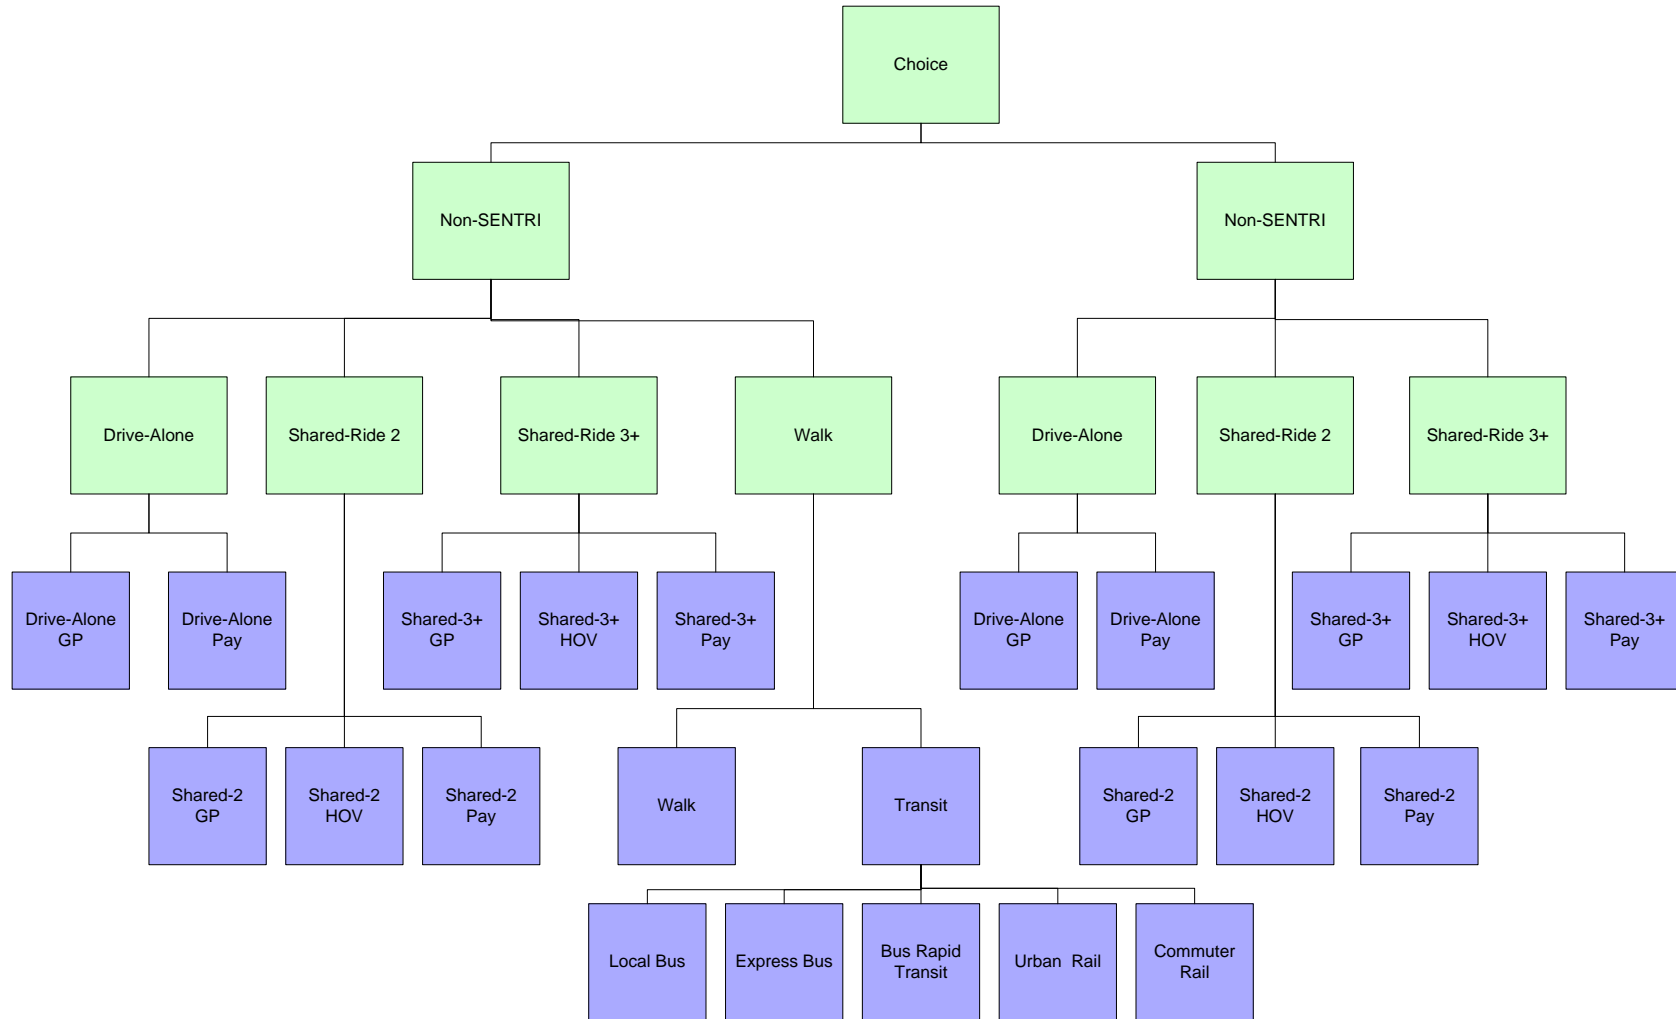 Choice
Non-SENTRI
Non-SENTRI
Drive-Alone
Shared-Ride 2
Shared-Ride 3+
Walk
Drive-Alone
Shared-Ride 2
Shared-Ride 3+
Drive-Alone
GP
Drive-Alone
Pay
Shared-3+
GP
Shared-3+
HOV
Shared-3+
Pay
Drive-Alone
GP
Drive-Alone
Pay
Shared-3+
GP
Shared-3+
HOV
Shared-3+
Pay
Shared-2
GP
Shared-2
HOV
Shared-2
Pay
Walk
Transit
Shared-2
GP
Shared-2
HOV
Shared-2
Pay
Local Bus
Express Bus
Bus Rapid
Transit
Urban Rail
Commuter
Rail